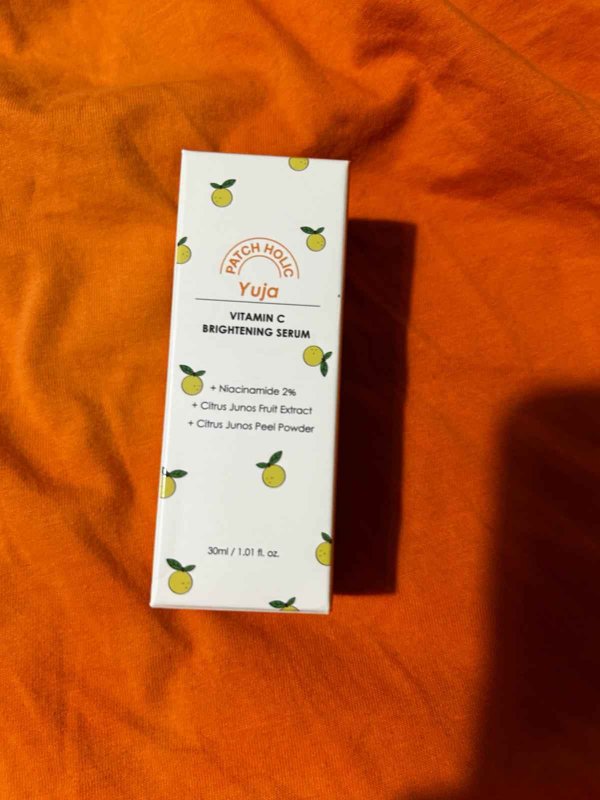 PATCH HOLIC
Yuja
VITAMIN C
BRIGHTENING SERUM
+ Niacinamide 2%
+ Citrus Junos Fruit Extract
+ Citrus Junos Peel Powder
30ml / 1.01 fl. oz.